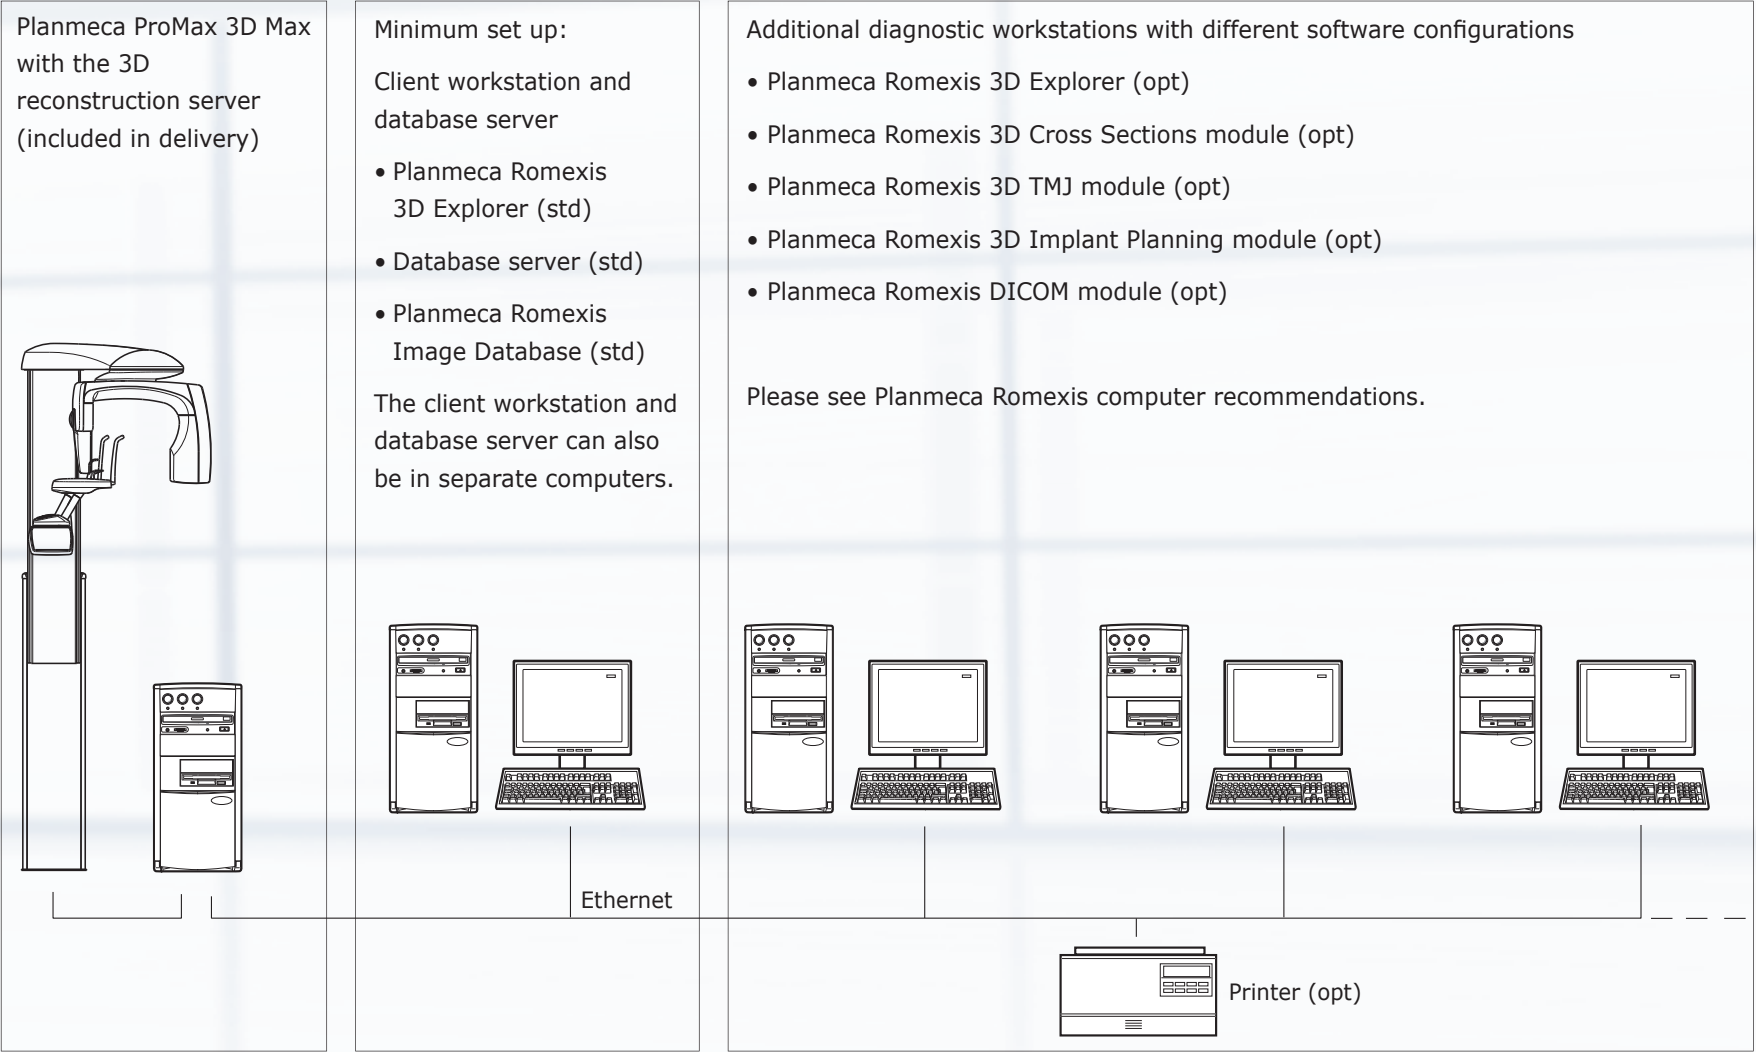 Planmeca ProMax 3D Max
with the 3D
reconstruction server
(included in delivery)
Minimum set up:
Client workstation and
database server
• Planmeca Romexis
3D Explorer (std)
• Database server (std)
• Planmeca Romexis
Image Database (std)
The client workstation and
database server can also
be in separate computers.
Additional diagnostic workstations with different software configurations
• Planmeca Romexis 3D Explorer (opt)
• Planmeca Romexis 3D Cross Sections module (opt)
• Planmeca Romexis 3D TMJ module (opt)
• Planmeca Romexis 3D Implant Planning module (opt)
• Planmeca Romexis DICOM module (opt)
Please see Planmeca Romexis computer recommendations.
Ethernet
Printer (opt)